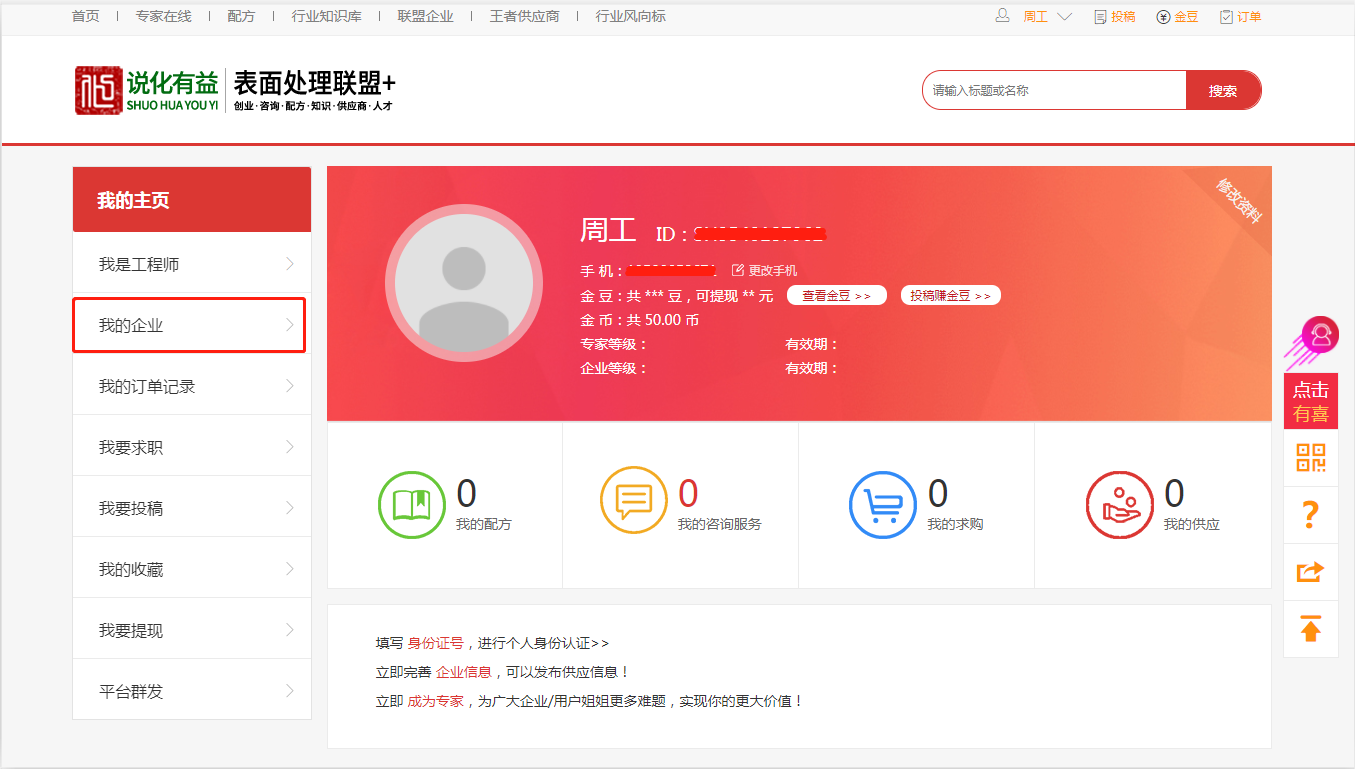 首页 | 专家在线 | 配方 | 行业知识库 | 联盟企业 | 王者供应商 | 行业风向标
周工 投稿 金豆 订单
说化有益 表面处理联盟+
SHUO HUA YOU YI 创业·咨询·配方·知识·供应商·人才
请输入标题或名称 搜索
我的主页
我是工程师
我的企业
我的订单记录
我要求职
我要投稿
我的收藏
我要提现
平台群发
修改资料
周工 ID：
手 机： 更改手机
金 豆：共 *** 豆，可提现 ** 元 查看金豆 >> 投稿赚金豆 >>
金 币：共 50.00 币
专家等级： 有效期：
企业等级： 有效期：
0 我的配方
0 我的咨询服务
0 我的求购
0 我的供应
填写 身份证号，进行个人身份认证>>
立即完善 企业信息，可以发布供应信息！
立即 成为专家，为广大企业/用户姐姐更多难题，实现你的更大价值！
点击
有喜
?